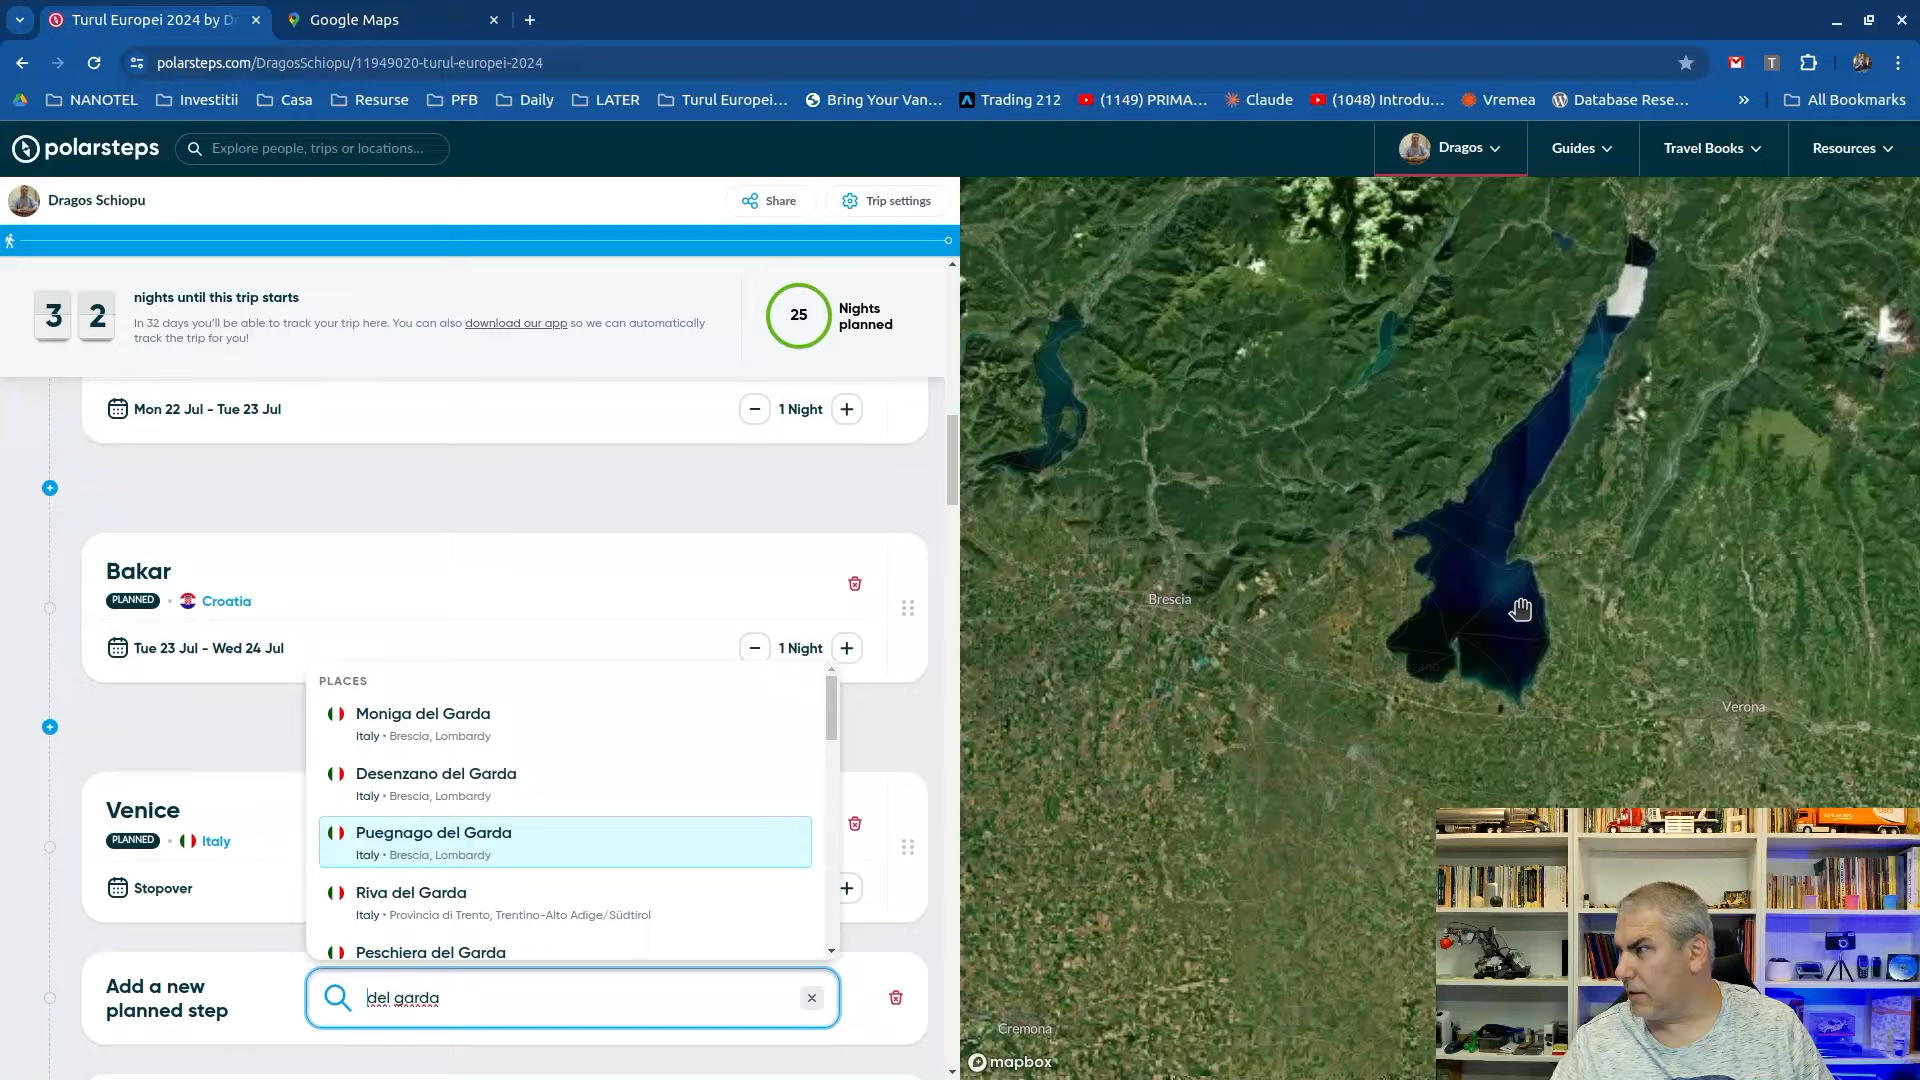 Turul Europei 2024 by D
Google Maps
polarsteps.com/DragosSchiopu/11949020-turul-europei-2024
NANOTEL
Investitii
Casa
Resurse
PFB
Daily
LATER
Turul Europei...
Bring Your Van...
Trading 212
(1149) PRIMA...
Claude
(1048) Introdu...
Vremea
Database Rese...
All Bookmarks
polarsteps
Explore people, trips or locations...
Dragos
Guides
Travel Books
Resources
Dragos Schiopu
Share
Trip settings
3 2
nights until this trip starts
In 32 days you'll be able to track your trip here. You can also download our app so we can automatically
track the trip for you!
25
Nights
planned
Mon 22 Jul - Tue 23 Jul
1 Night
Bakar
PLANNED • Croatia
Tue 23 Jul - Wed 24 Jul
1 Night
PLACES
Moniga del Garda
Italy • Brescia, Lombardy
Desenzano del Garda
Italy • Brescia, Lombardy
Puegnago del Garda
Italy • Brescia, Lombardy
Riva del Garda
Italy • Provincia di Trento, Trentino-Alto Adige/Südtirol
Peschiera del Garda
Venice
PLANNED • Italy
Stopover
Add a new
planned step
del garda
Brescia
Verona
Cremona
mapbox